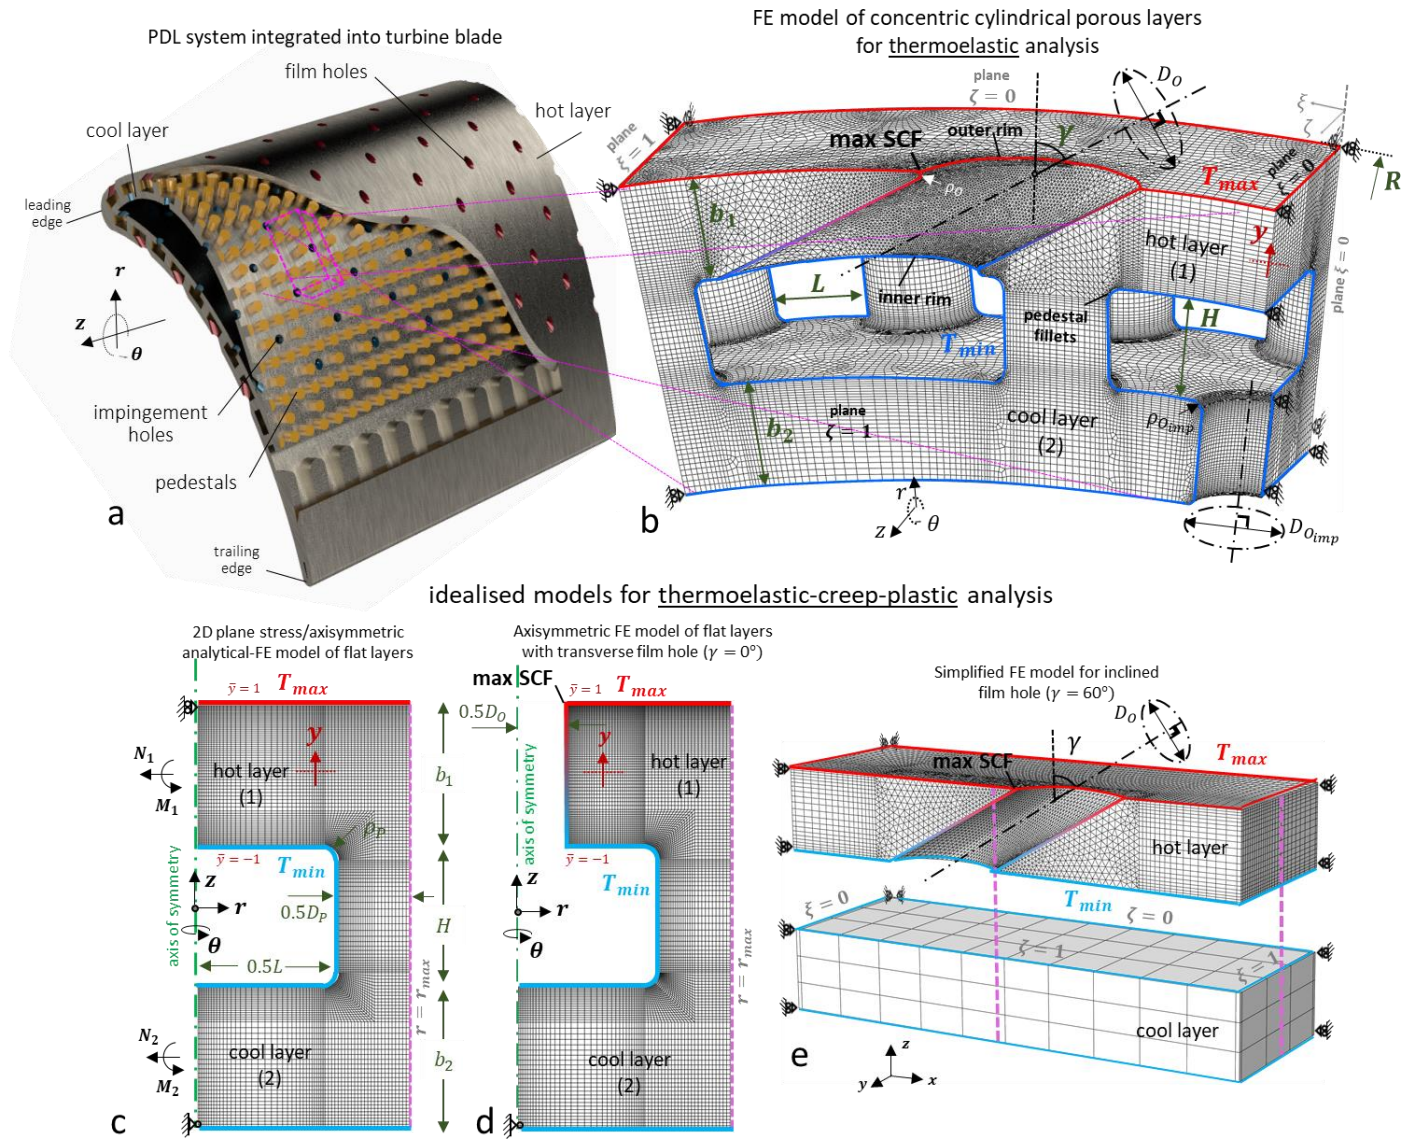 PDL system integrated into turbine blade
film holes
hot layer
cool layer
leading edge
r
z
θ
impingement holes
pedestals
trailing edge
a
FE model of concentric cylindrical porous layers
for thermoelastic analysis
plane
ζ = 0
D_O
ξ
ζ
plane
ξ = 1
max SCF
outer rim
γ
plane
ξ = 0
ρ_O
T_max
R
b_1
y
hot layer
(1)
plane ξ = 0
L
inner rim
pedestal
fillets
H
T_min
b_2
plane
ζ = 1
cool layer
(2)
ρ_O_imp
r
z
θ
D_O_imp
b
idealised models for thermoelastic-creep-plastic analysis
2D plane stress/axisymmetric
analytical-FE model of flat layers
ȳ = 1
T_max
y
N_1
M_1
hot layer
(1)
b_1
ρ_P
ȳ = −1
T_min
axis of symmetry
z
r
θ
0.5D_P
H
0.5L
r = r_max
N_2
M_2
cool layer
(2)
b_2
c
Axisymmetric FE model of flat layers
with transverse film hole (γ = 0°)
max SCF
ȳ = 1
T_max
0.5D_O
y
axis of symmetry
hot layer
(1)
ȳ = −1
T_min
z
r
θ
r = r_max
cool layer
(2)
d
Simplified FE model for inclined
film hole (γ = 60°)
D_O
γ
max SCF
T_max
hot layer
T_min
ξ = 0
ζ = 0
ζ = 1
ξ = 1
cool layer
e
z
y
x